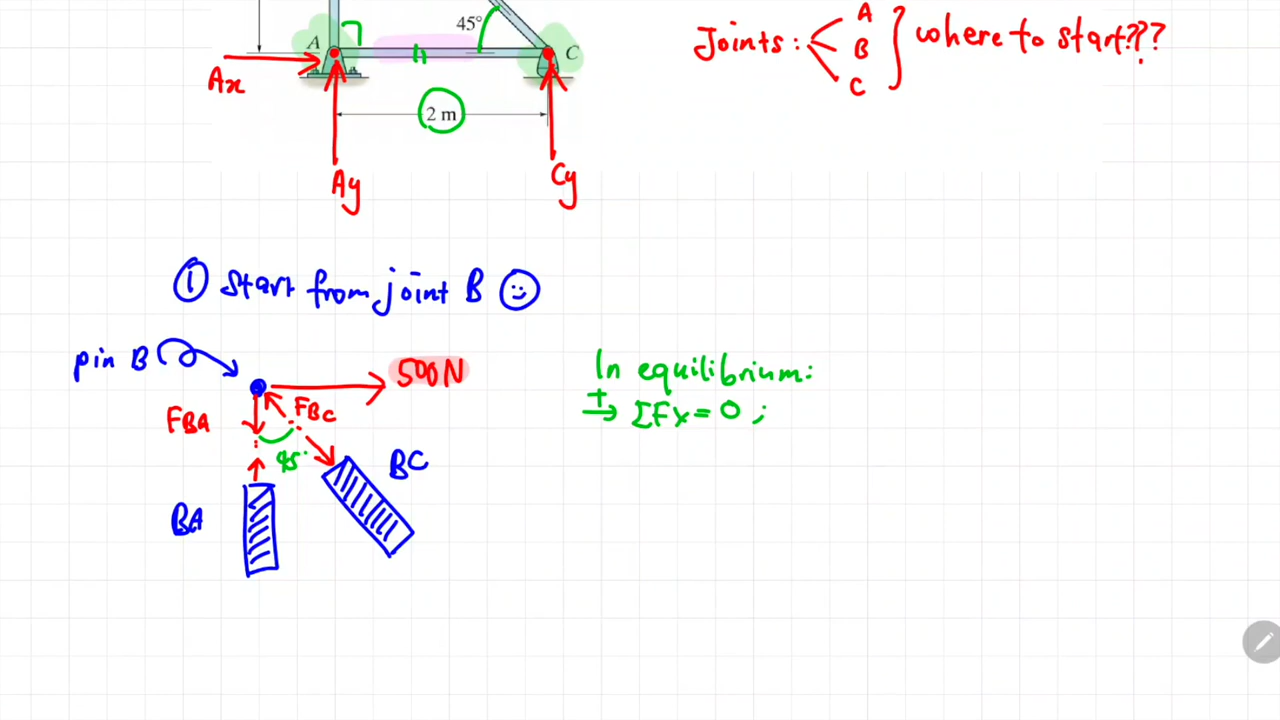 45°
A
C
Ax
2 m
Ay
Cy
Joints:
A
B
C
where to start???
① Start from joint B
pin B
500N
FBA
FBC
45°
BA
BC
In equilibrium:
+
→ ΣFx = 0 ;